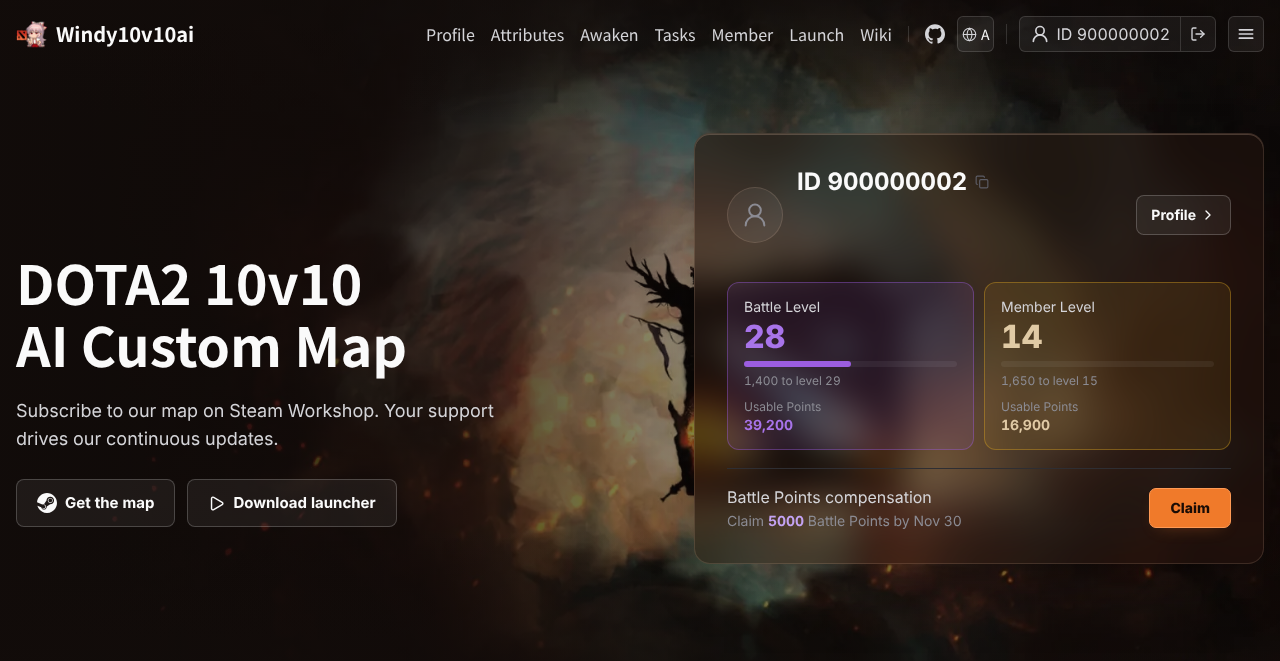 Windy10v10ai
Profile Attributes Awaken Tasks Member Launch Wiki A ID 900000002
DOTA2 10v10
AI Custom Map
Subscribe to our map on Steam Workshop. Your support
drives our continuous updates.
Get the map Download launcher
ID 900000002
Profile
Battle Level
28
1,400 to level 29
Usable Points
39,200
Member Level
14
1,650 to level 15
Usable Points
16,900
Battle Points compensation
Claim 5000 Battle Points by Nov 30
Claim